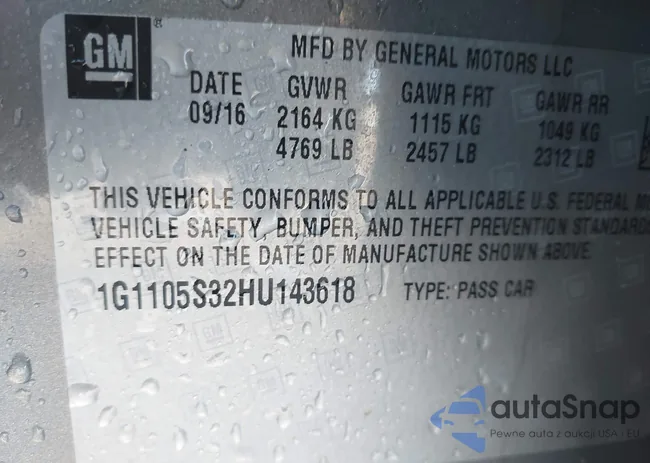 GM ®
MFD BY GENERAL MOTORS LLC
DATE GVWR GAWR FRT GAWR RR
09/16 2164 KG 1115 KG 1049 KG
4769 LB 2457 LB 2312 LB
THIS VEHICLE CONFORMS TO ALL APPLICABLE U.S. FEDERAL
VEHICLE SAFETY, BUMPER, AND THEFT PREVENTION STANDARDS
EFFECT ON THE DATE OF MANUFACTURE SHOWN ABOVE.
1G1105S32HU143618 TYPE: PASS CAR
autaSnap
Pewne auta z aukcji USA - EU